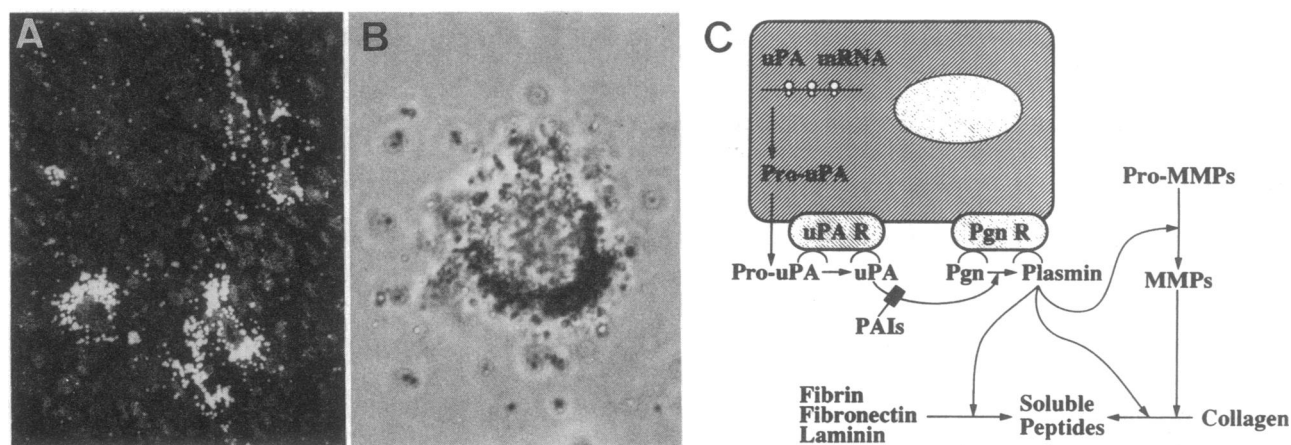 A
B
C
uPA mRNA
Pro-uPA
Pro-MMPs
uPA R
Pgn R
Pro-uPA
uPA
Pgn
Plasmin
MMPs
PAIs
Fibrin
Fibronectin
Laminin
Soluble
Peptides
Collagen